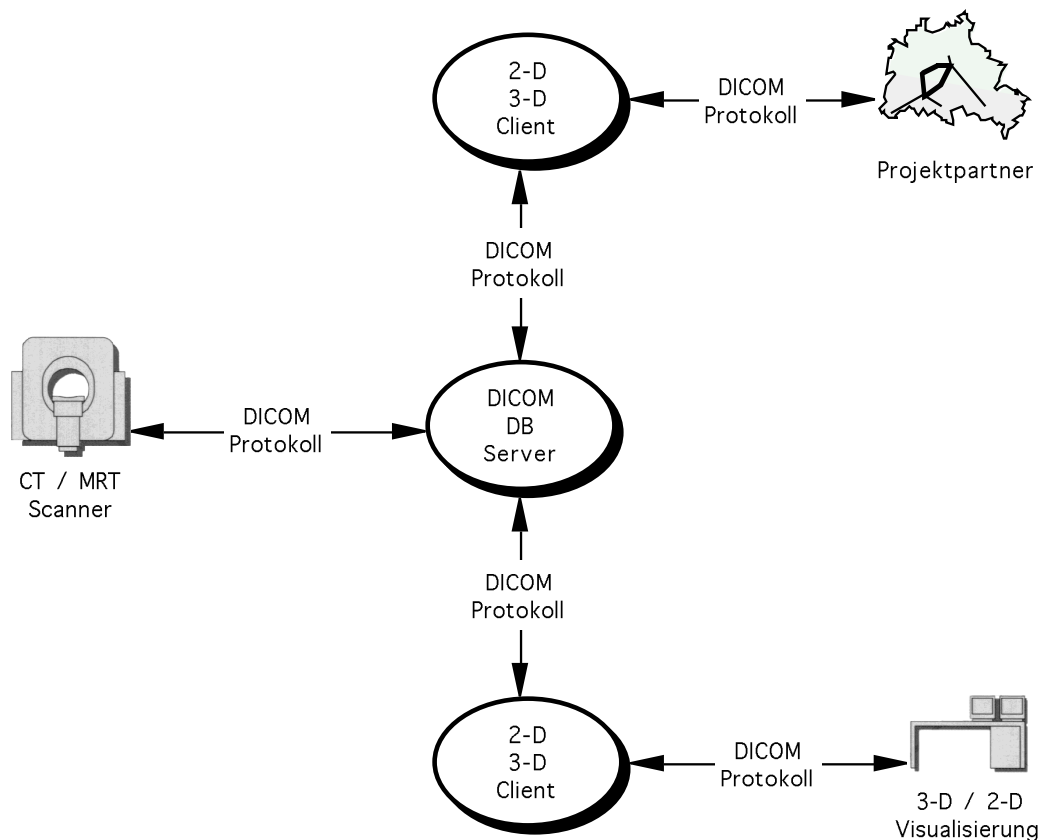 2-D
3-D
Client
DICOM
Protokoll
Projektpartner
DICOM
Protokoll
CT / MRT
Scanner
DICOM
Protokoll
DICOM
DB
Server
DICOM
Protokoll
2-D
3-D
Client
DICOM
Protokoll
3-D / 2-D
Visualisierung